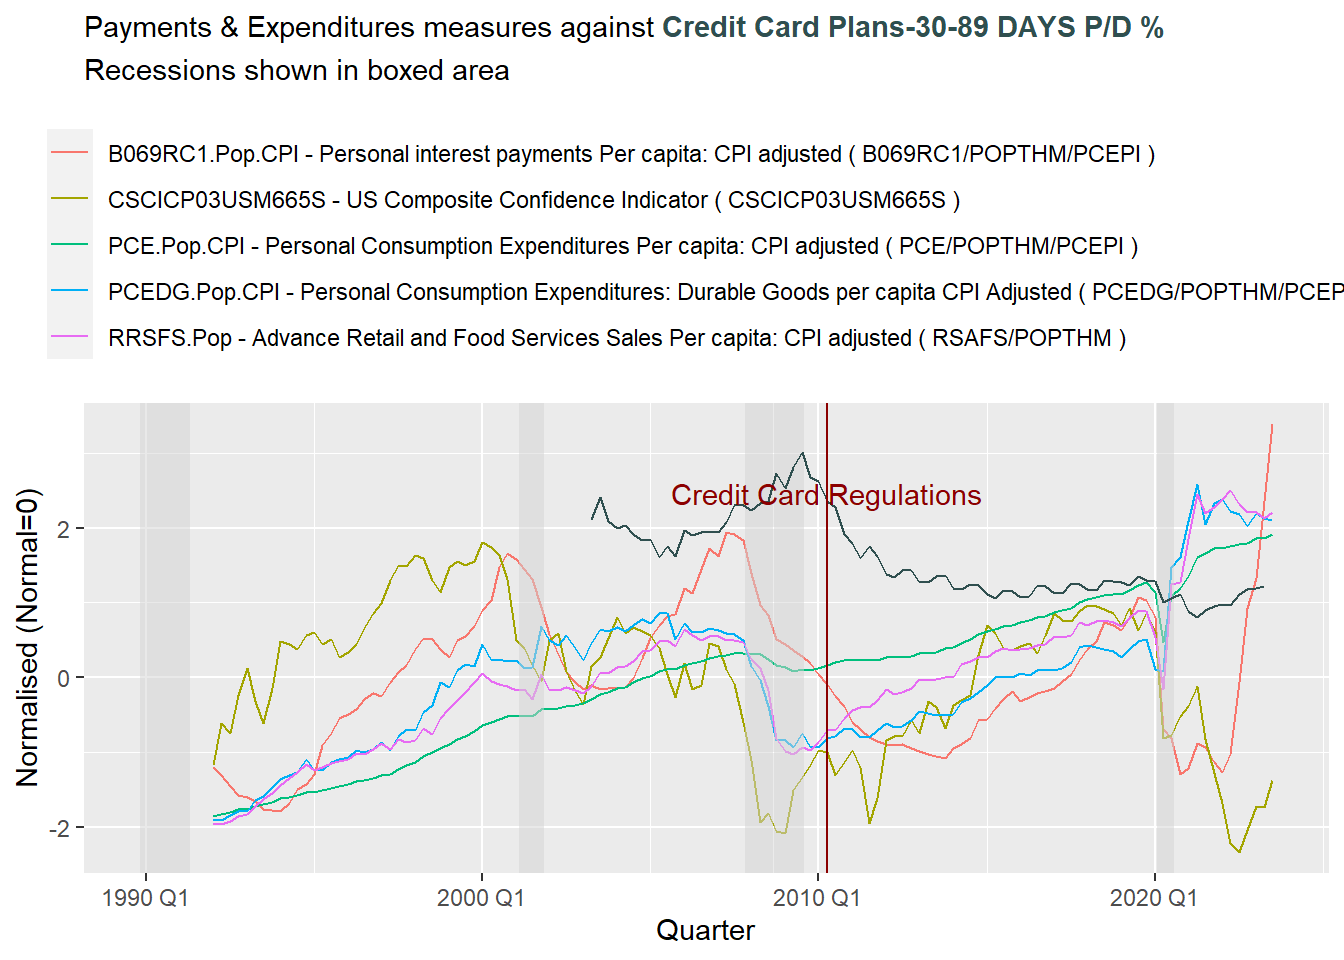 Payments & Expenditures measures against Credit Card Plans-30-89 DAYS P/D %
Recessions shown in boxed area
B069RC1.Pop.CPI - Personal interest payments Per capita: CPI adjusted ( B069RC1/POPTHM/PCEPI )
CSCICP03USM665S - US Composite Confidence Indicator ( CSCICP03USM665S )
PCE.Pop.CPI - Personal Consumption Expenditures Per capita: CPI adjusted ( PCE/POPTHM/PCEPI )
PCEDG.Pop.CPI - Personal Consumption Expenditures: Durable Goods per capita CPI Adjusted ( PCEDG/POPTHM/PCEP
RRSFS.Pop - Advance Retail and Food Services Sales Per capita: CPI adjusted ( RSAFS/POPTHM )
Normalised (Normal=0)
2
0
-2
Credit Card Regulations
1990 Q1
2000 Q1
2010 Q1
2020 Q1
Quarter